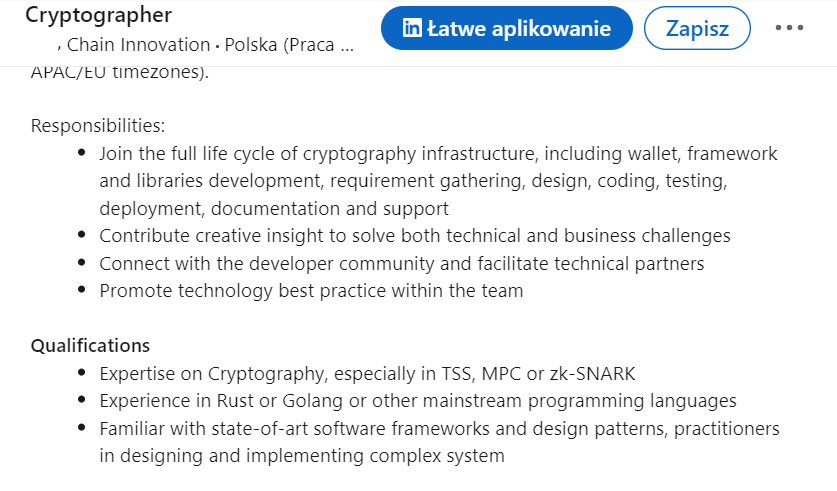 Cryptographer
, Chain Innovation · Polska (Praca ...
Łatwe aplikowanie
Zapisz
APAC/EU timezones).
Responsibilities:
• Join the full life cycle of cryptography infrastructure, including wallet, framework
and libraries development, requirement gathering, design, coding, testing,
deployment, documentation and support
• Contribute creative insight to solve both technical and business challenges
• Connect with the developer community and facilitate technical partners
• Promote technology best practice within the team
Qualifications
• Expertise on Cryptography, especially in TSS, MPC or zk-SNARK
• Experience in Rust or Golang or other mainstream programming languages
• Familiar with state-of-art software frameworks and design patterns, practitioners
in designing and implementing complex system